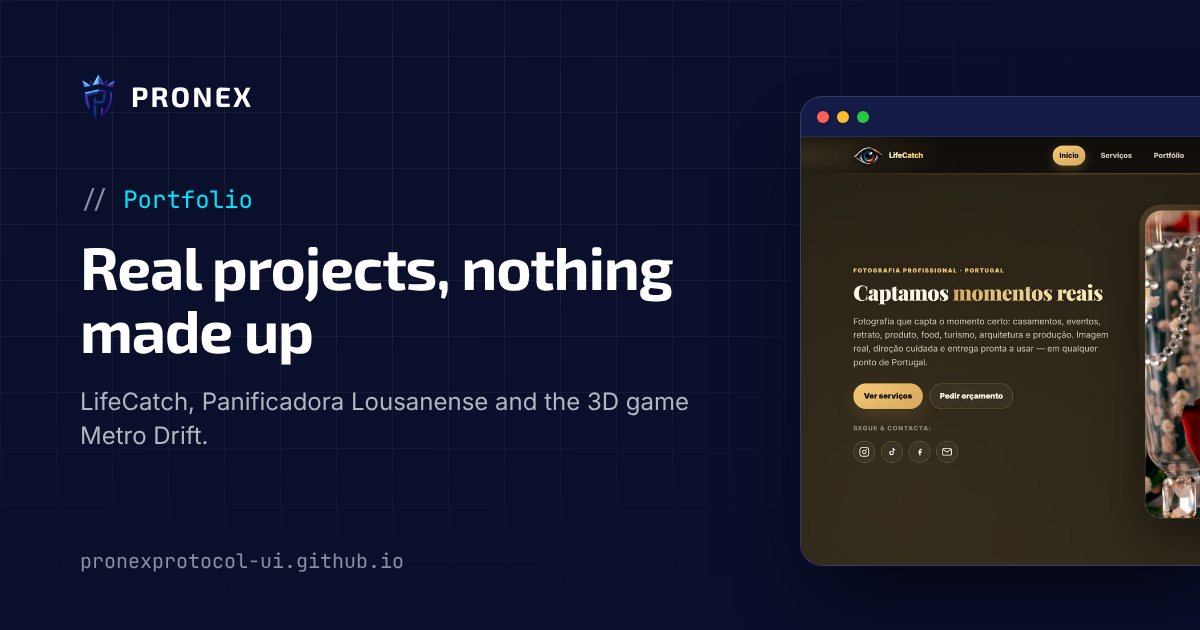 PRONEX
// Portfolio
Real projects, nothing
made up
LifeCatch, Panificadora Lousanense and the 3D game
Metro Drift.
pronexprotocol-ui.github.io
LifeCatch
Início
Serviços
Portfólio
FOTOGRAFIA PROFISSIONAL · PORTUGAL
Captamos momentos reais
Fotografia que capta o momento certo: casamentos, eventos,
retrato, produto, food, turismo, arquitetura e produção. Imagem
real, direção cuidada e entrega pronta a usar — em qualquer
ponto de Portugal.
Ver serviços
Pedir orçamento
SEGUE & CONTACTA: